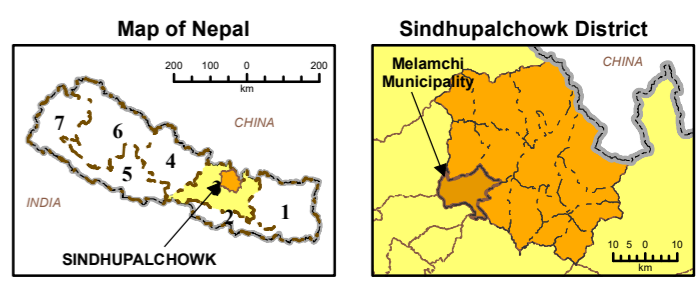 Map of Nepal
200 100 0 200
km
CHINA
7
6
4
5
3
2
1
INDIA
SINDHUPALCHOWK
Sindhupalchowk District
Melamchi
Municipality
CHINA
10 5 0 10
km